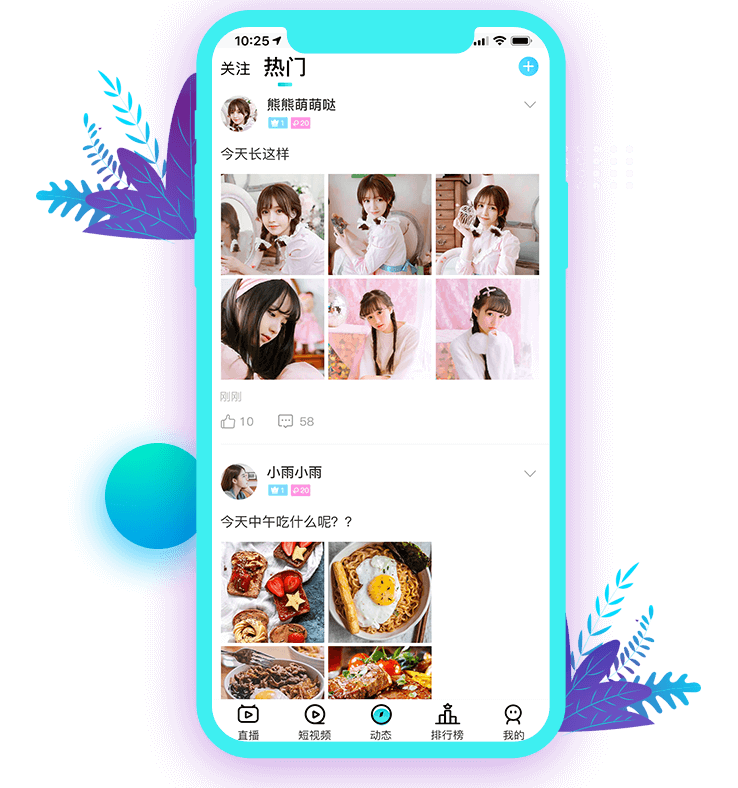 10:25
关注 热门
熊熊萌萌哒
1 20
今天长这样
刚刚
10 58
小雨小雨
1 20
今天中午吃什么呢？？
直播 短视频 动态 排行榜 我的